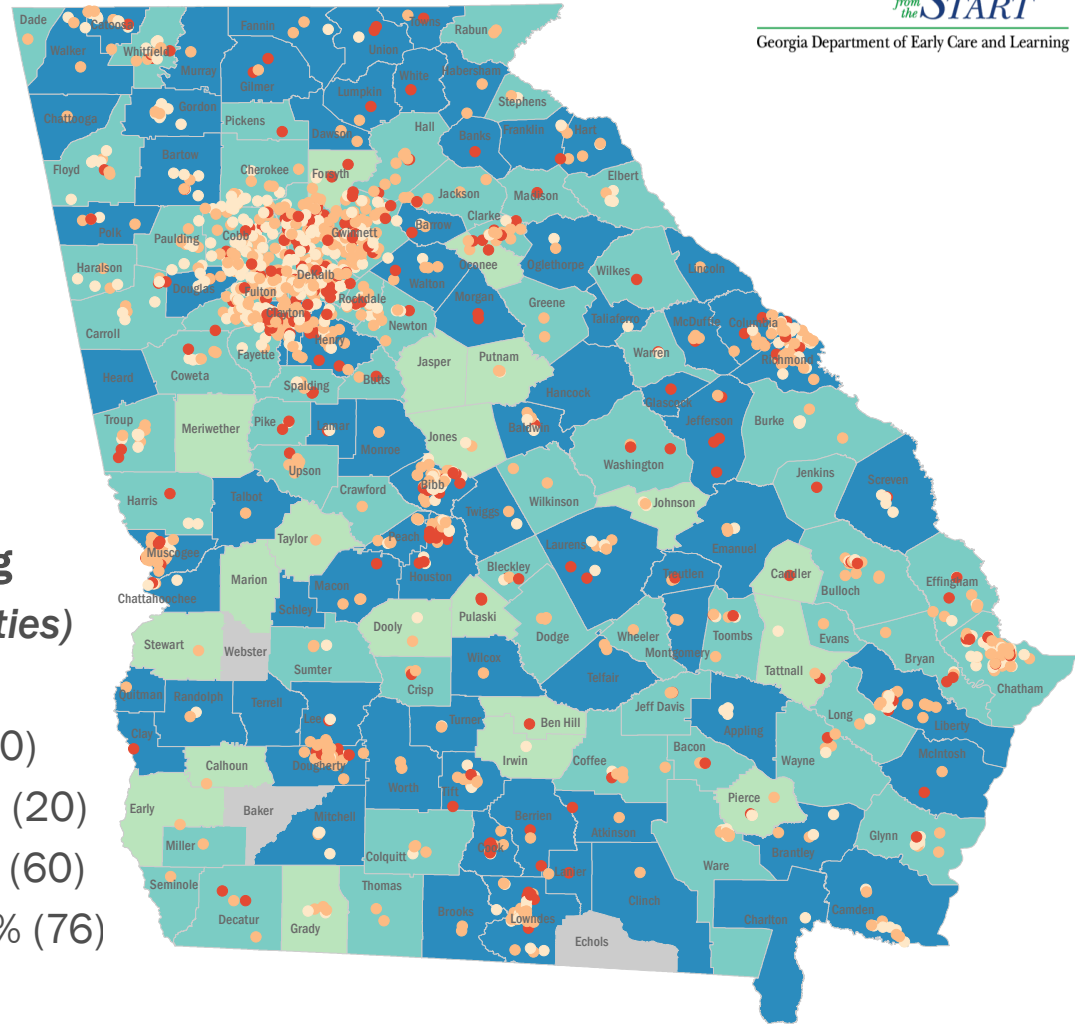 from
the START
Georgia Department of Early Care and Learning
Dade
Catoosa
Fannin
Towns
Rabun
Walker
Whitfield
Union
Murray
Gilmer
White
Habersham
Lumpkin
Stephens
Chattooga
Gordon
Pickens
Dawson
Hall
Banks
Franklin
Hart
Floyd
Bartow
Cherokee
Forsyth
Jackson
Madison
Elbert
Polk
Paulding
Cobb
Gwinnett
Barrow
Clarke
Oconee
Oglethorpe
Wilkes
Lincoln
Haralson
Douglas
Fulton
DeKalb
Rockdale
Walton
Morgan
Greene
Taliaferro
McDuffie
Columbia
Richmond
Carroll
Clayton
Henry
Newton
Fayette
Warren
Heard
Coweta
Spalding
Butts
Jasper
Putnam
Hancock
Glascock
Jefferson
Burke
Troup
Meriwether
Pike
Lamar
Monroe
Jones
Baldwin
Washington
Jenkins
Screven
Upson
Bibb
Harris
Talbot
Crawford
Twiggs
Wilkinson
Johnson
Muscogee
Taylor
Peach
Laurens
Emanuel
Chattahoochee
Marion
Schley
Macon
Houston
Bleckley
Treutlen
Candler
Bulloch
Effingham
g
ties)
Stewart
Webster
Sumter
Dooly
Pulaski
Dodge
Wheeler
Montgomery
Toombs
Evans
Tattnall
Bryan
Chatham
Quitman
Randolph
Terrell
Lee
Crisp
Wilcox
Telfair
Jeff Davis
Appling
Long
Liberty
0)
Clay
Calhoun
Dougherty
Turner
Ben Hill
Irwin
Coffee
Bacon
Wayne
McIntosh
(20)
Early
Baker
Mitchell
Worth
Tift
Berrien
Atkinson
Pierce
Brantley
Glynn
(60)
Miller
Colquitt
Cook
Lanier
Ware
Seminole
Decatur
Grady
Thomas
Brooks
Lowndes
Clinch
Charlton
Camden
% (76)
Echols